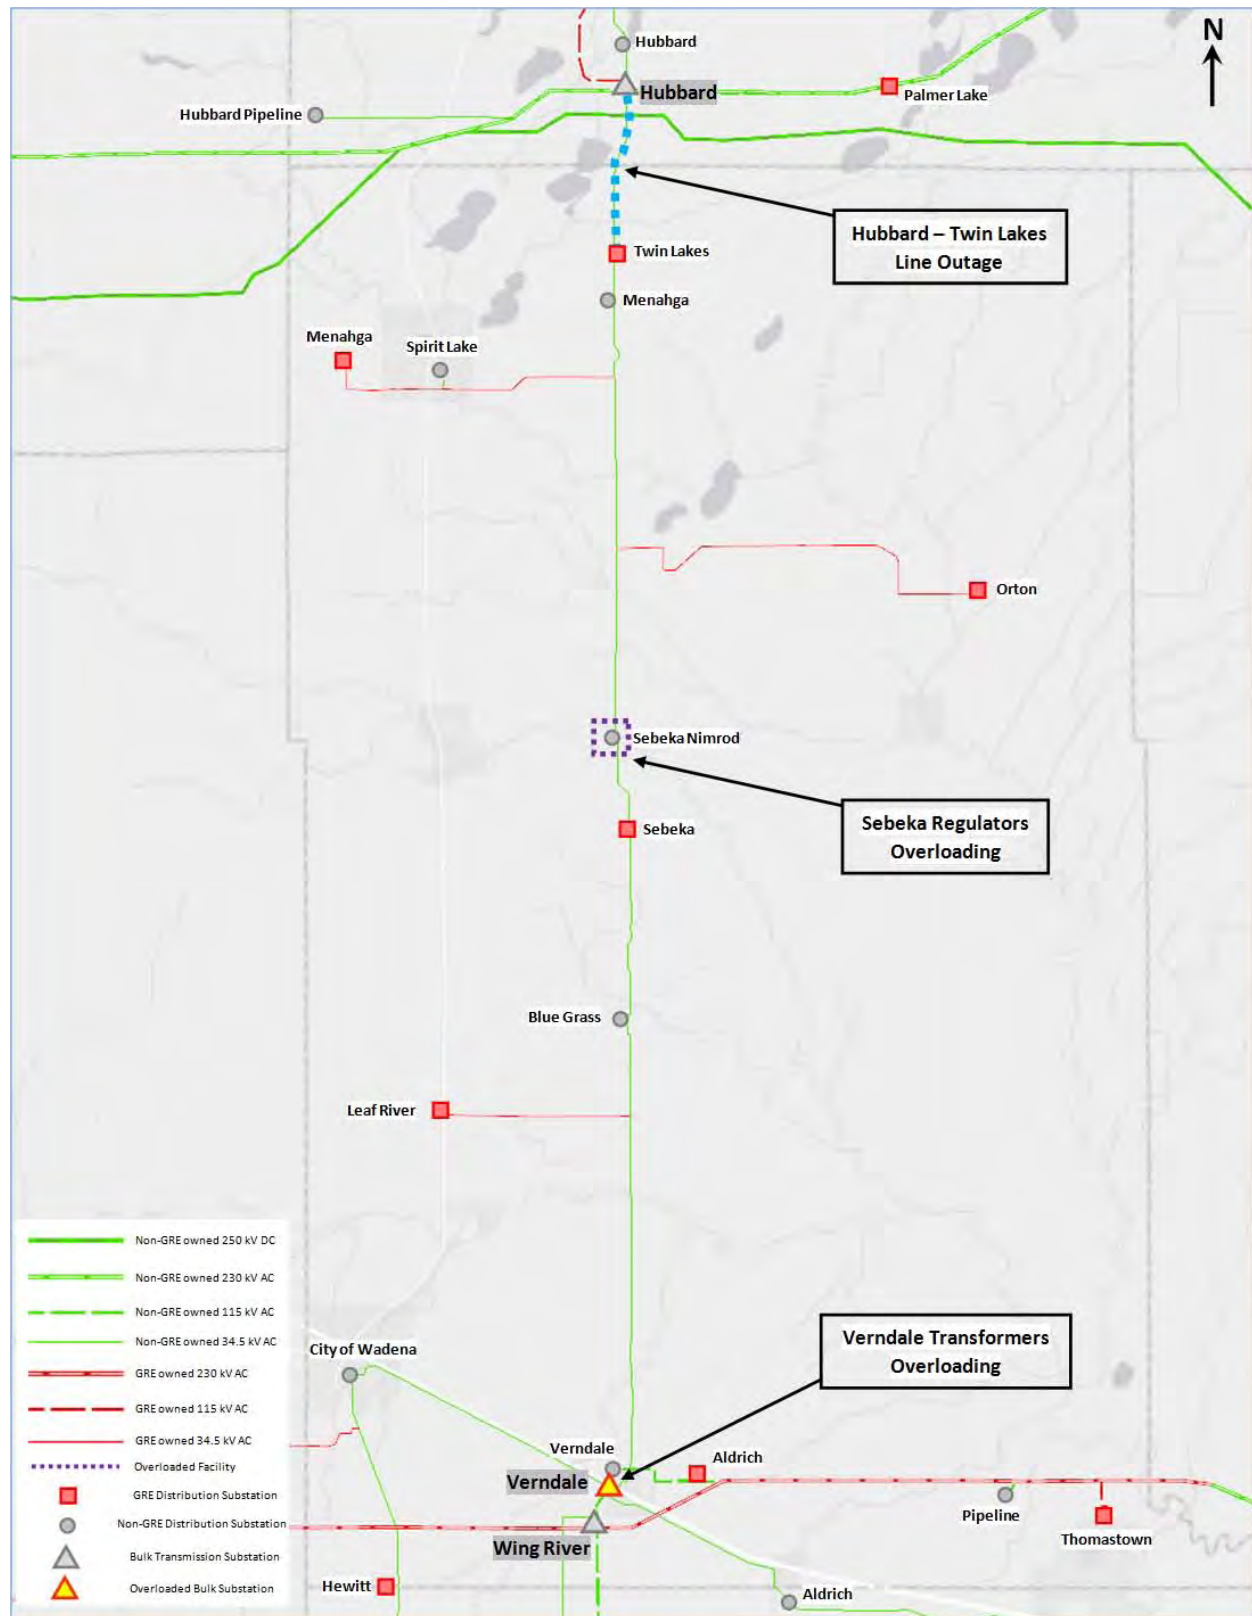 N
Hubbard
Hubbard
Palmer Lake
Hubbard Pipeline
Hubbard – Twin Lakes
Line Outage
Twin Lakes
Menahga
Menahga
Spirit Lake
Orton
Sebeka Nimrod
Sebeka Regulators
Overloading
Sebeka
Blue Grass
Leaf River
Verndale Transformers
Overloading
City of Wadena
Verndale
Aldrich
Verndale
Pipeline
Thomastown
Wing River
Hewitt
Aldrich
Non-GRE owned 250 kV DC
Non-GRE owned 230 kV AC
Non-GRE owned 115 kV AC
Non-GRE owned 34.5 kV AC
GRE owned 230 kV AC
GRE owned 115 kV AC
GRE owned 34.5 kV AC
Overloaded Facility
GRE Distribution Substation
Non-GRE Distribution Substation
Bulk Transmission Substation
Overloaded Bulk Substation